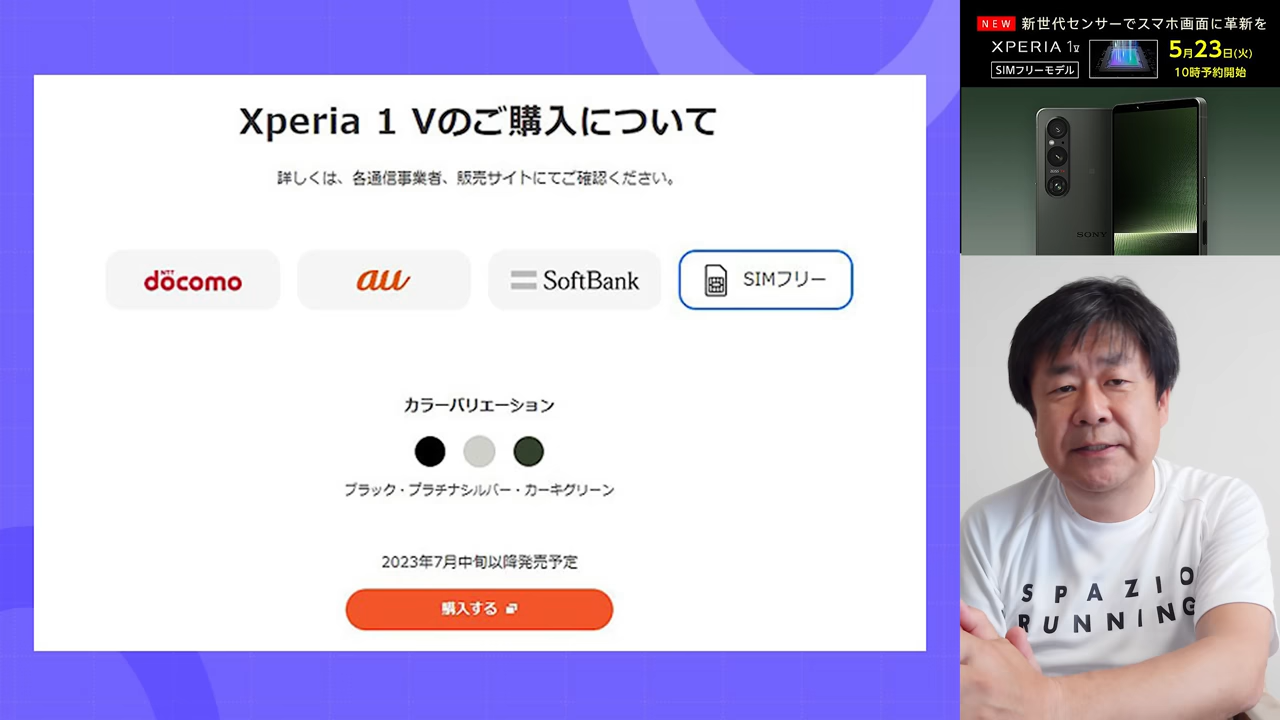 Xperia 1 Vのご購入について
詳しくは、各通信事業者、販売サイトにてご確認ください。
NTT
docomo
au
SoftBank
SIMフリー
カラーバリエーション
ブラック・プラチナシルバー・カーキグリーン
2023年7月中旬以降発売予定
購入する
NEW 新世代センサーでスマホ画面に革新を
XPERIA 1V
SIMフリーモデル
5月23日(火)
10時予約開始
SONY
SPAZIO
RUNNING